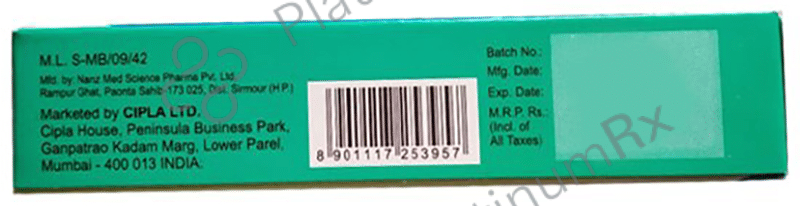 M.L. S-MB/09/42
Mfd. by: Nanz Med Science Pharma Pvt. Ltd.
Rampur Ghat, Paonta Sahib-173 025, Dist. Sirmour (H.P.)
Marketed by CIPLA LTD.
Cipla House, Peninsula Business Park,
Ganpatrao Kadam Marg, Lower Parel,
Mumbai - 400 013 INDIA.
8 901117 253957
Batch No.:
Mfg. Date:
Exp. Date:
M.R.P. Rs.:
(Incl. of
All Taxes)
PlatinumRx